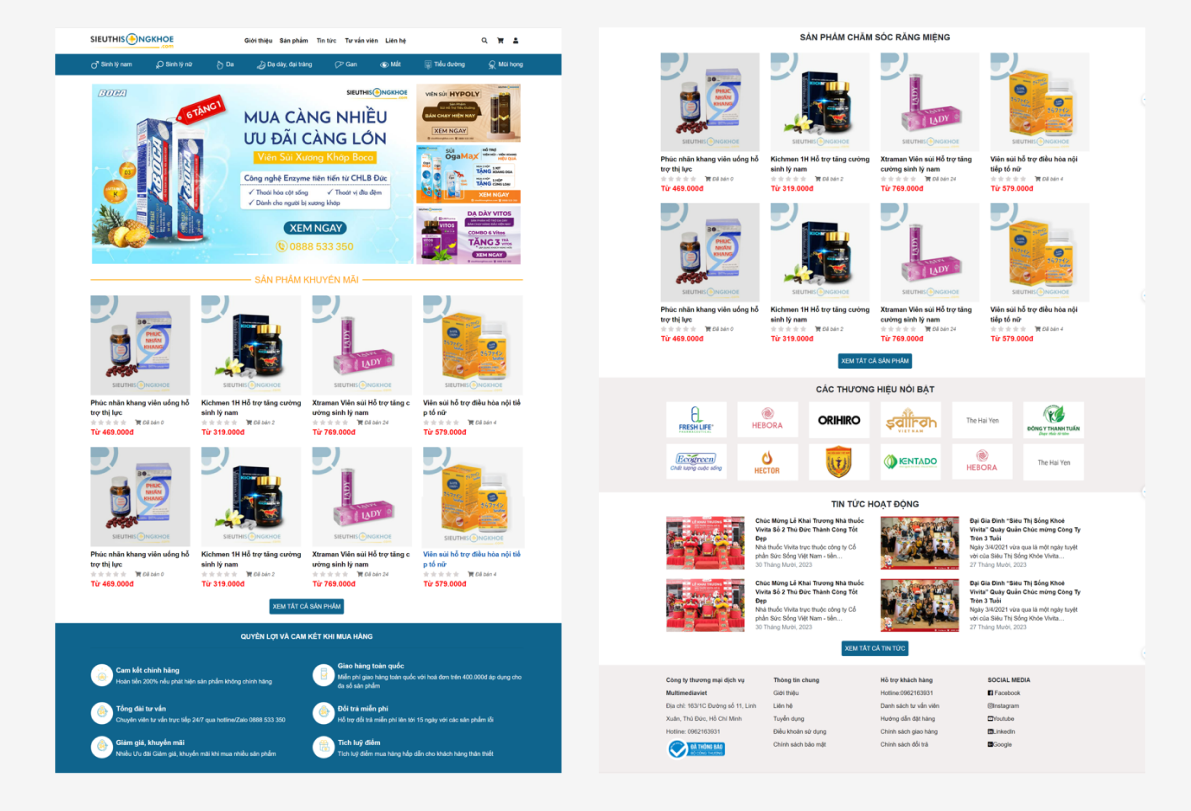 SIEUTHISONGKHOE
.com
Giới thiệu Sản phẩm Tin tức Tư vấn viên Liên hệ
Sinh lý nam Sinh lý nữ Da Dạ dày, đại tràng Gan Mắt Tiểu đường Mũi họng
BOCA
6 TẶNG 1
SIEUTHISONGKHOE
MUA CÀNG NHIỀU
ƯU ĐÃI CÀNG LỚN
Viên Sủi Xương Khớp Boca
Công nghệ Enzyme tiên tiến từ CHLB Đức
✓ Thoái hóa cột sống ✓ Thoát vị đĩa đệm
✓ Dành cho người bị xương khớp
XEM NGAY
0888 533 350
VIÊN SỦI HYPOLY
BÁN CHẠY HIỆN NAY
XEM NGAY
SỦI
OgaMax
HỖ TRỢ
TẶNG
TẶNG
XEM NGAY
DẠ DÀY VITOS
COMBO 6 Vitos
TẶNG 3
XEM NGAY
SẢN PHẨM KHUYẾN MÃI
Phúc nhãn khang viên uống hỗ
trợ thị lực
Đã bán 0
Từ 469.000đ
Kichmen 1H Hỗ trợ tăng cường
sinh lý nam
Đã bán 2
Từ 319.000đ
Xtraman Viên sủi Hỗ trợ tăng c
ường sinh lý nam
Đã bán 24
Từ 769.000đ
Viên sủi hỗ trợ điều hòa nội tiế
p tố nữ
Đã bán 4
Từ 579.000đ
Phúc nhãn khang viên uống hỗ
trợ thị lực
Đã bán 0
Từ 469.000đ
Kichmen 1H Hỗ trợ tăng cường
sinh lý nam
Đã bán 2
Từ 319.000đ
Xtraman Viên sủi Hỗ trợ tăng c
ường sinh lý nam
Đã bán 24
Từ 769.000đ
Viên sủi hỗ trợ điều hòa nội tiế
p tố nữ
Đã bán 4
Từ 579.000đ
XEM TẤT CẢ SẢN PHẨM
QUYỀN LỢI VÀ CAM KẾT KHI MUA HÀNG
Cam kết chính hãng
Hoàn tiền 200% nếu phát hiện sản phẩm không chính hãng
Giao hàng toàn quốc
Miễn phí giao hàng toàn quốc với hoá đơn trên 400.000đ áp dụng cho
đa số sản phẩm
Tổng đài tư vấn
Chuyên viên tư vấn trực tiếp 24/7 qua hotline/Zalo 0888 533 350
Đổi trả miễn phí
Hỗ trợ đổi trả miễn phí lên tới 15 ngày với các sản phẩm lỗi
Giảm giá, khuyến mãi
Nhiều Ưu đãi Giảm giá, khuyến mãi khi mua nhiều sản phẩm
Tích luỹ điểm
Tích luỹ điểm mua hàng hấp dẫn cho khách hàng thân thiết
SẢN PHẨM CHĂM SÓC RĂNG MIỆNG
Phúc nhãn khang viên uống hỗ
trợ thị lực
Đã bán 0
Từ 469.000đ
Kichmen 1H Hỗ trợ tăng cường
sinh lý nam
Đã bán 2
Từ 319.000đ
Xtraman Viên sủi Hỗ trợ tăng
cường sinh lý nam
Đã bán 24
Từ 769.000đ
Viên sủi hỗ trợ điều hòa nội
tiếp tố nữ
Đã bán 4
Từ 579.000đ
Phúc nhãn khang viên uống hỗ
trợ thị lực
Đã bán 0
Từ 469.000đ
Kichmen 1H Hỗ trợ tăng cường
sinh lý nam
Đã bán 2
Từ 319.000đ
Xtraman Viên sủi Hỗ trợ tăng
cường sinh lý nam
Đã bán 24
Từ 769.000đ
Viên sủi hỗ trợ điều hòa nội
tiếp tố nữ
Đã bán 4
Từ 579.000đ
XEM TẤT CẢ SẢN PHẨM
CÁC THƯƠNG HIỆU NỔI BẬT
FRESH LIFE HEBORA ORIHIRO saffron VIETNAM The Hai Yen ĐÔNG Y THANH TUẤN
Ecogreen Chất lượng cuộc sống HECTOR KENTADO HEBORA The Hai Yen
TIN TỨC HOẠT ĐỘNG
Chúc Mừng Lễ Khai Trương Nhà thuốc
Vivita Số 2 Thủ Đức Thành Công Tốt
Đẹp
Nhà thuốc Vivita trực thuộc công ty Cổ
phần Sức Sống Việt Nam - tiền...
30 Tháng Mười, 2023
Đại Gia Đình "Siêu Thị Sống Khoẻ
Vivita" Quây Quần Chúc mừng Công Ty
Tròn 3 Tuổi
Ngày 3/4/2021 vừa qua là một ngày tuyệt
vời của Siêu Thị Sống Khỏe Vivita...
27 Tháng Mười, 2023
Chúc Mừng Lễ Khai Trương Nhà thuốc
Vivita Số 2 Thủ Đức Thành Công Tốt
Đẹp
Nhà thuốc Vivita trực thuộc công ty Cổ
phần Sức Sống Việt Nam - tiền...
30 Tháng Mười, 2023
Đại Gia Đình "Siêu Thị Sống Khoẻ
Vivita" Quây Quần Chúc mừng Công Ty
Tròn 3 Tuổi
Ngày 3/4/2021 vừa qua là một ngày tuyệt
vời của Siêu Thị Sống Khỏe Vivita...
27 Tháng Mười, 2023
XEM TẤT CẢ TIN TỨC
Công ty thương mại dịch vụ
Multimediaviet
Địa chỉ: 163/1C Đường số 11, Linh
Xuân, Thủ Đức, Hồ Chí Minh
Hotline: 0962163931
ĐÃ THÔNG BÁO
BỘ CÔNG THƯƠNG
Thông tin chung
Giới thiệu
Liên hệ
Tuyển dụng
Điều khoản sử dụng
Chính sách bảo mật
Hỗ trợ khách hàng
Hotline:0962163931
Danh sách tư vấn viên
Hướng dẫn đặt hàng
Chính sách giao hàng
Chính sách đổi trả
SOCIAL MEDIA
Facebook
Instagram
Youtube
LinkedIn
Google